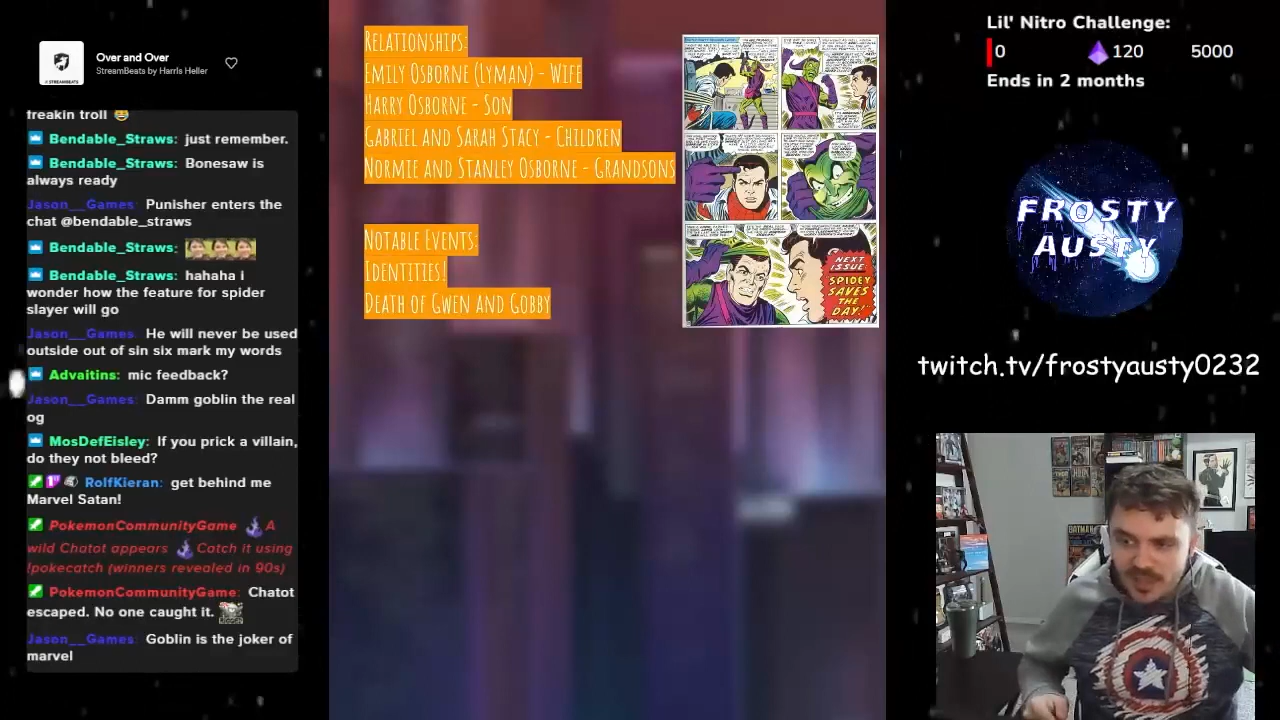 Over and Over
StreamBeats by Harris Heller
STREAMBEATS
freakin troll
Bendable_Straws: just remember.
Bendable_Straws: Bonesaw is
always ready
Jason__Games: Punisher enters the
chat @bendable_straws
Bendable_Straws:
Bendable_Straws: hahaha i
wonder how the feature for spider
slayer will go
Jason__Games: He will never be used
outside out of sin six mark my words
Advaitins: mic feedback?
Jason__Games: Damm goblin the real
og
MosDefEisley: If you prick a villain,
do they not bleed?
RolfKieran: get behind me
Marvel Satan!
PokemonCommunityGame A
wild Chatot appears Catch it using
!pokecatch (winners revealed in 90s)
PokemonCommunityGame: Chatot
escaped. No one caught it.
Jason__Games: Goblin is the joker of
marvel
Relationships:
Emily Osborne (Lyman) - Wife
Harry Osborne - Son
Gabriel and Sarah Stacy - Children
Normie and Stanley Osborne - Grandsons
Notable Events:
Identities!
Death of Gwen and Gobby
NEXT
ISSUE
SPIDEY
SAVES
THE
DAY!
Lil' Nitro Challenge:
0 120 5000
Ends in 2 months
FROSTY
AUSTY
twitch.tv/frostyausty0232
BATMAN